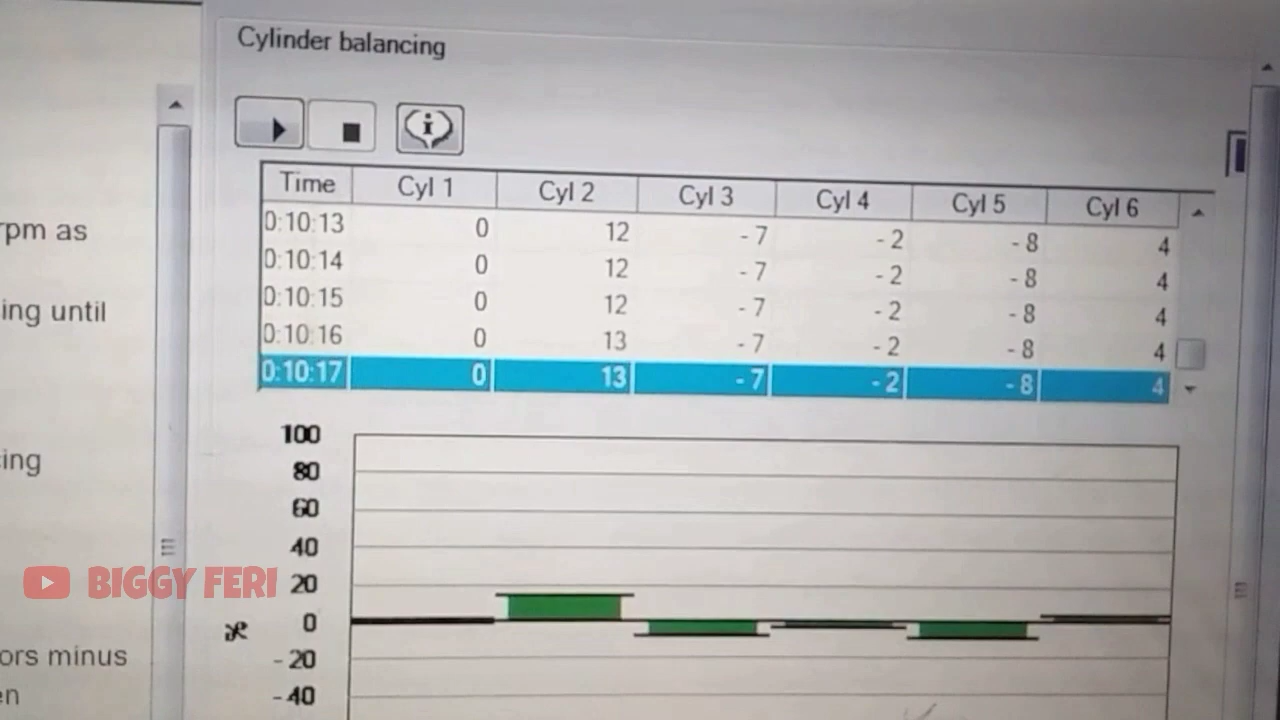 Cylinder balancing
rpm as
ing until
ing
ors minus
en
Time Cyl 1 Cyl 2 Cyl 3 Cyl 4 Cyl 5 Cyl 6
0:10:13 0 12 -7 -2 -8 4
0:10:14 0 12 -7 -2 -8 4
0:10:15 0 12 -7 -2 -8 4
0:10:16 0 13 -7 -2 -8 4
0:10:17 0 13 -7 -2 -8 4
100
80
60
40
20
0
-20
-40
%
BIGGY FERI